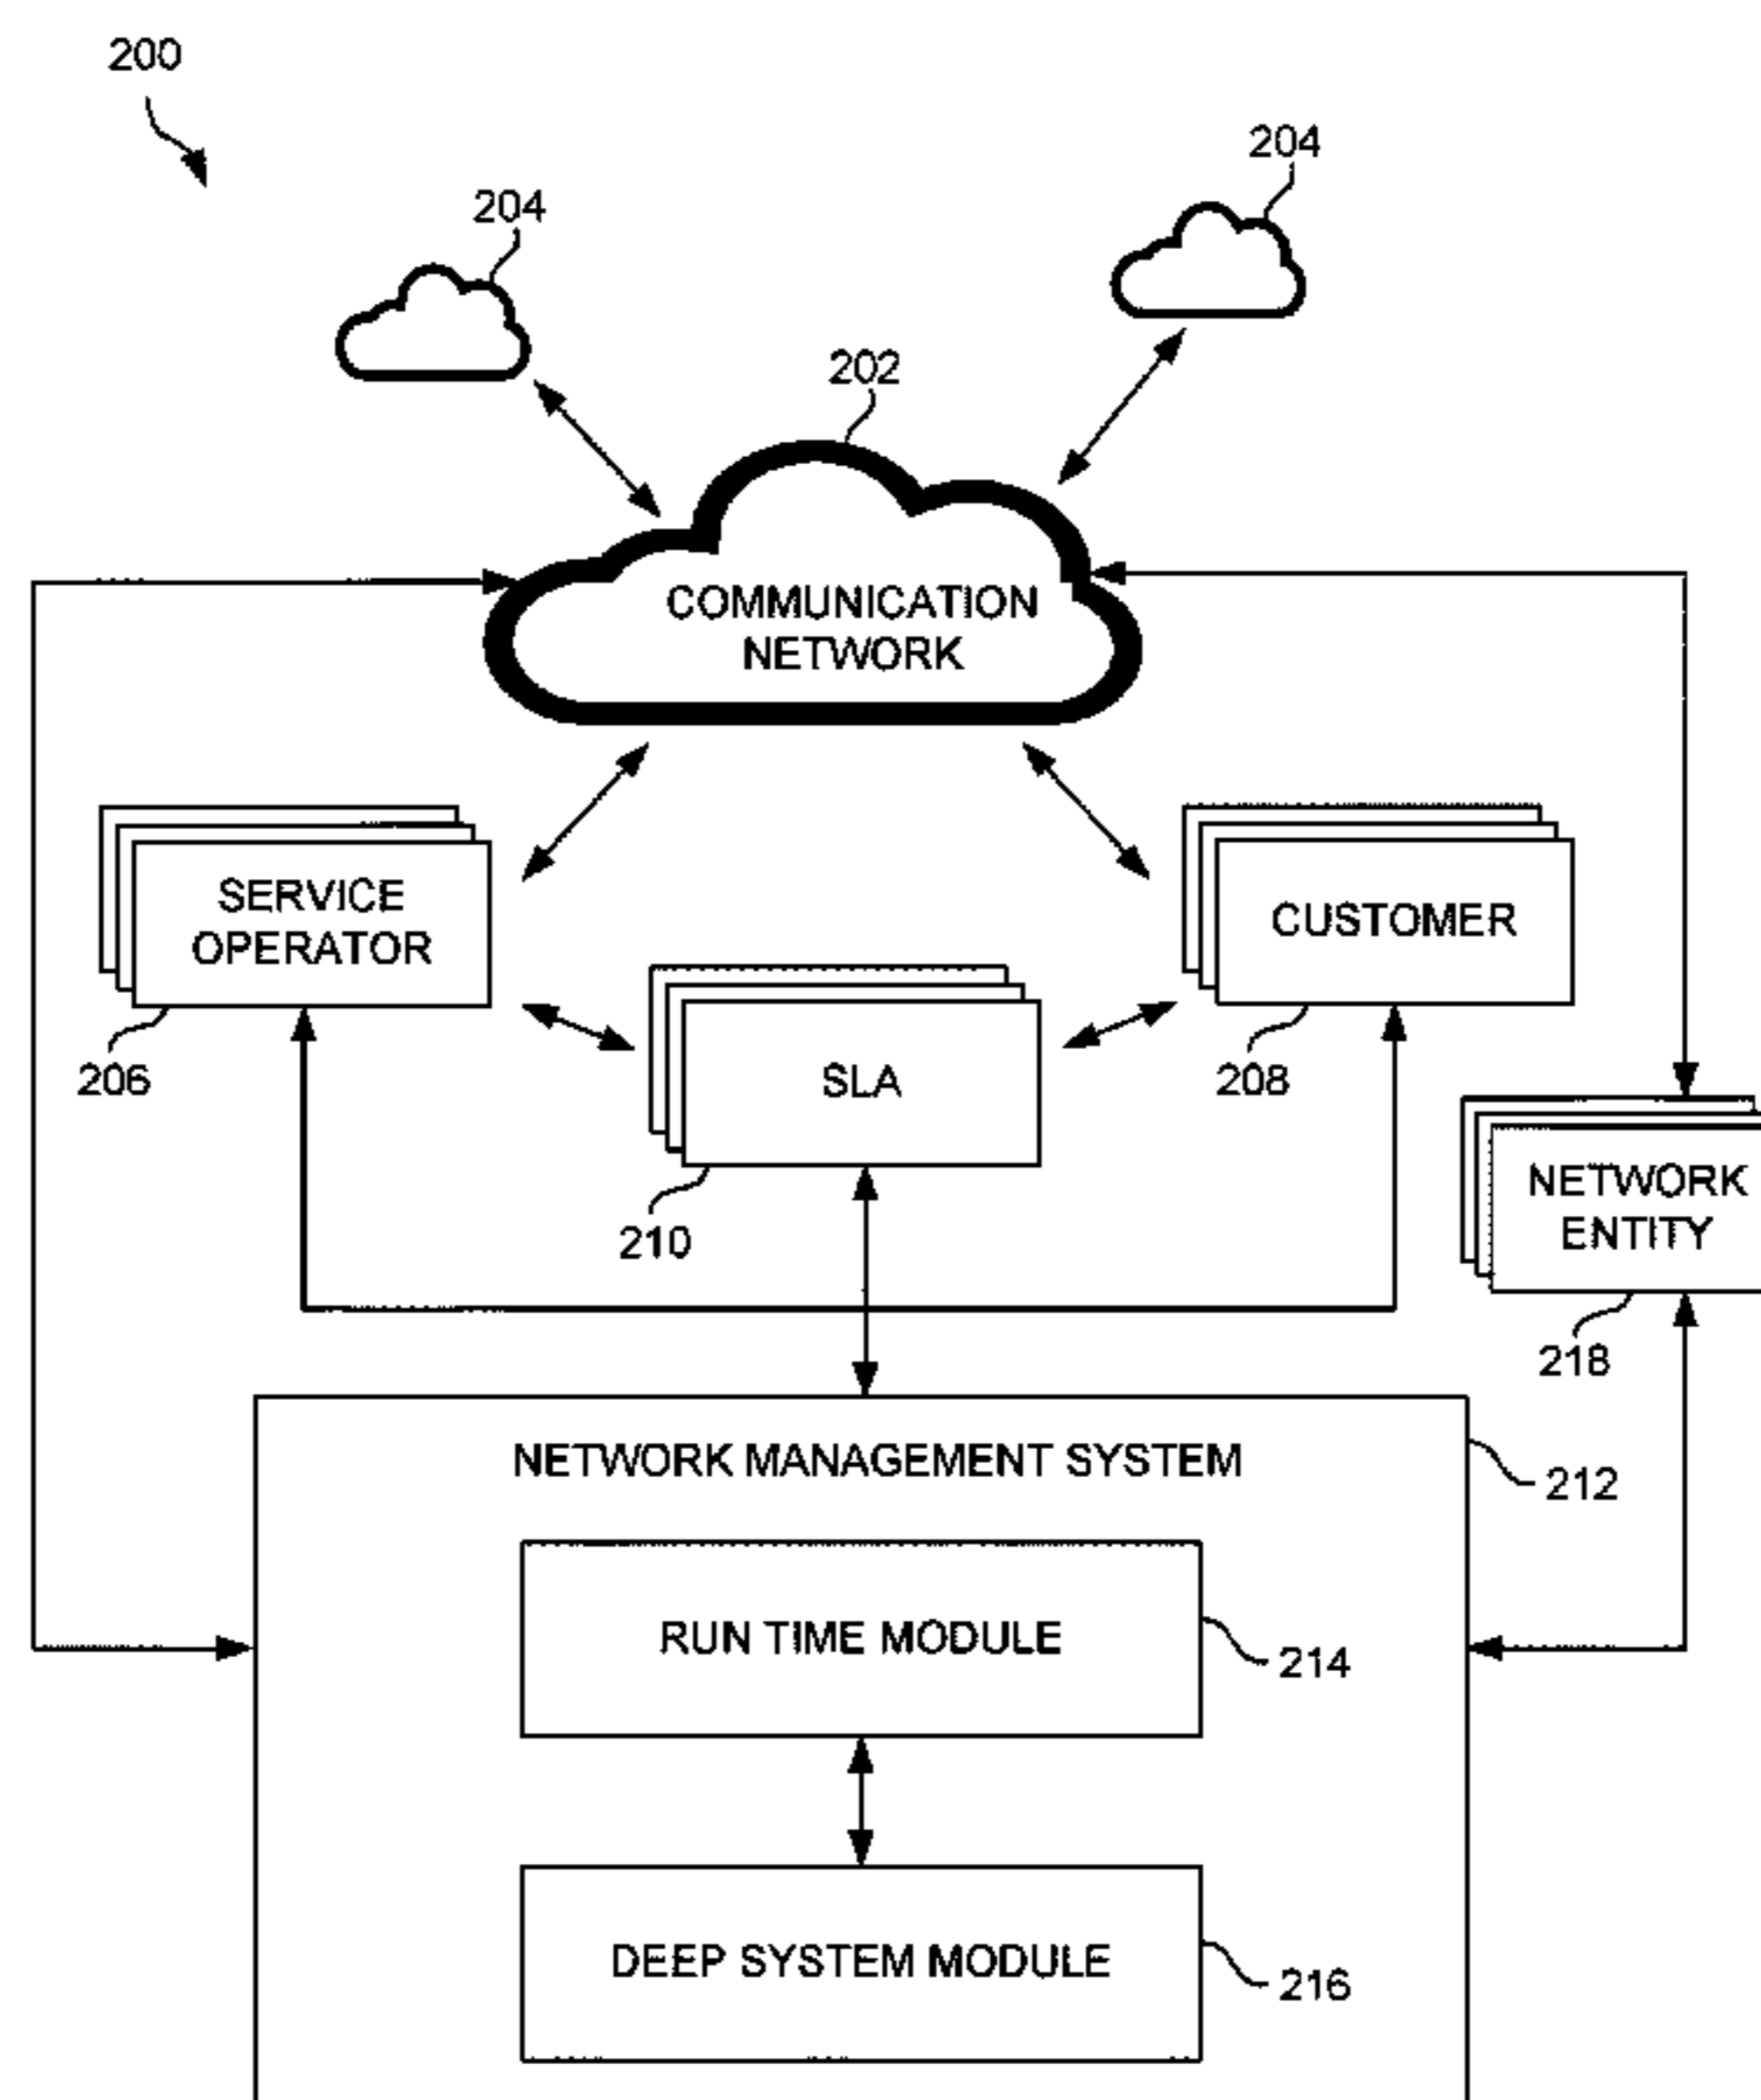 200
204
204
202
COMMUNICATION
NETWORK
SERVICE
OPERATOR
CUSTOMER
206
SLA
208
NETWORK
ENTITY
210
218
NETWORK MANAGEMENT SYSTEM
212
RUN TIME MODULE
214
DEEP SYSTEM MODULE
216